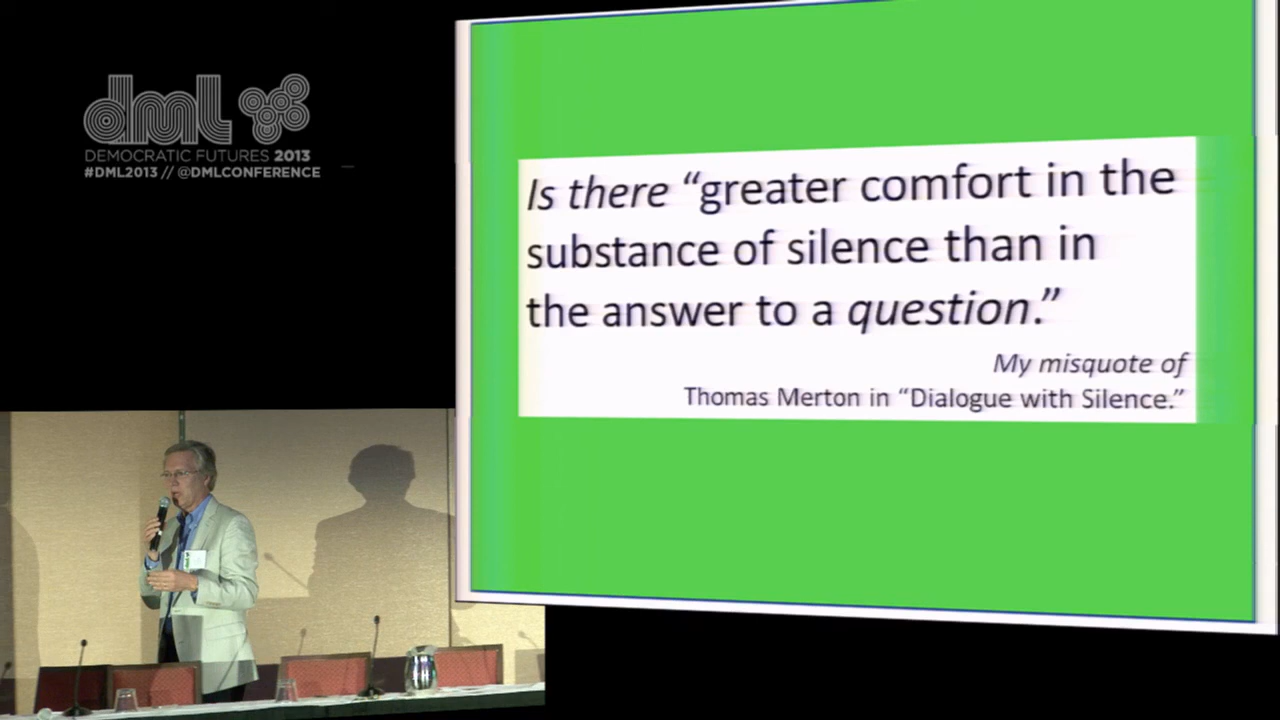 dml
DEMOCRATIC FUTURES 2013
#DML2013 // @DMLCONFERENCE
Is there “greater comfort in the
substance of silence than in
the answer to a question.”
My misquote of
Thomas Merton in “Dialogue with Silence.”